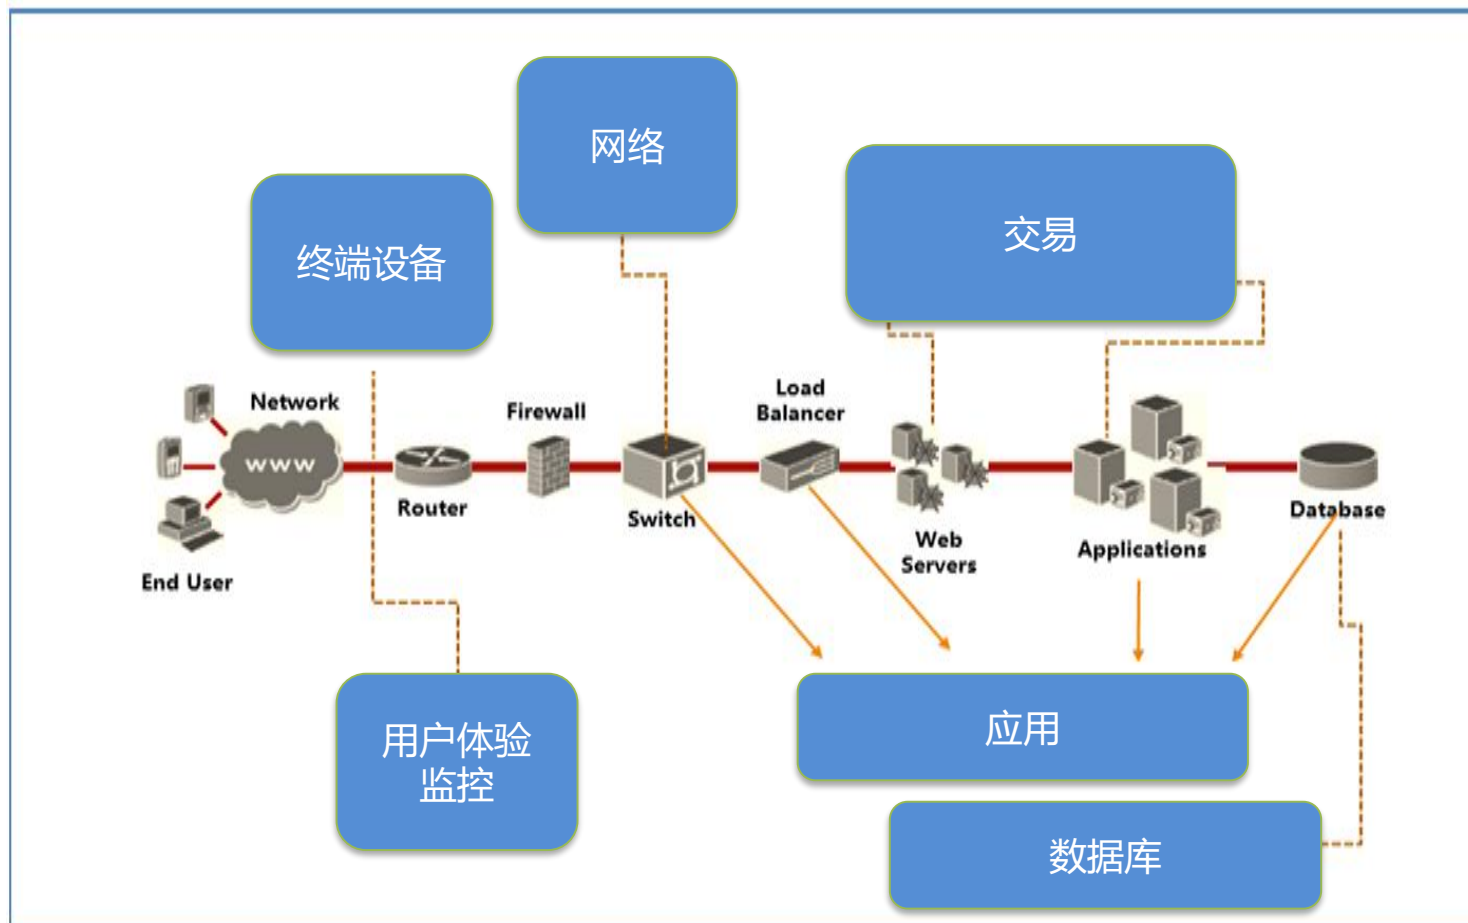 网络
交易
终端设备
Network
www
Router
Firewall
Switch
Load
Balancer
Web
Servers
Applications
Database
End User
用户体验
监控
应用
数据库